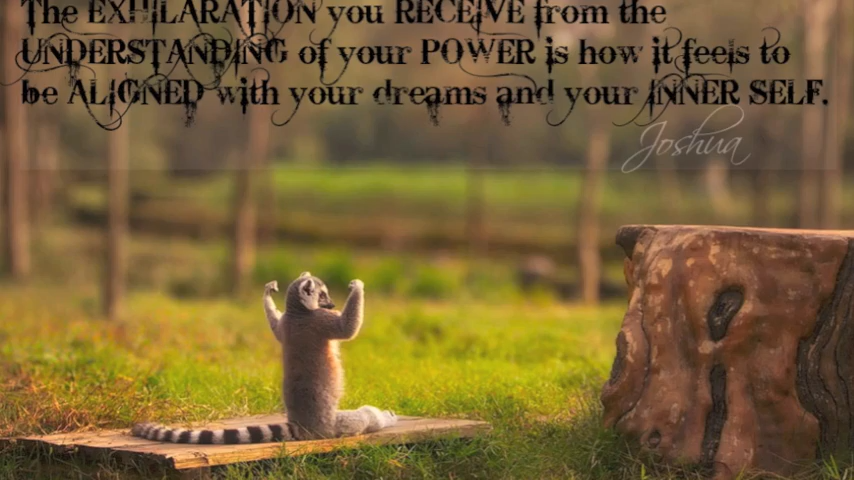 The EXHILARATION you RECEIVE from the
UNDERSTANDING of your POWER is how it feels to
be ALIGNED with your dreams and your INNER SELF.
Joshua